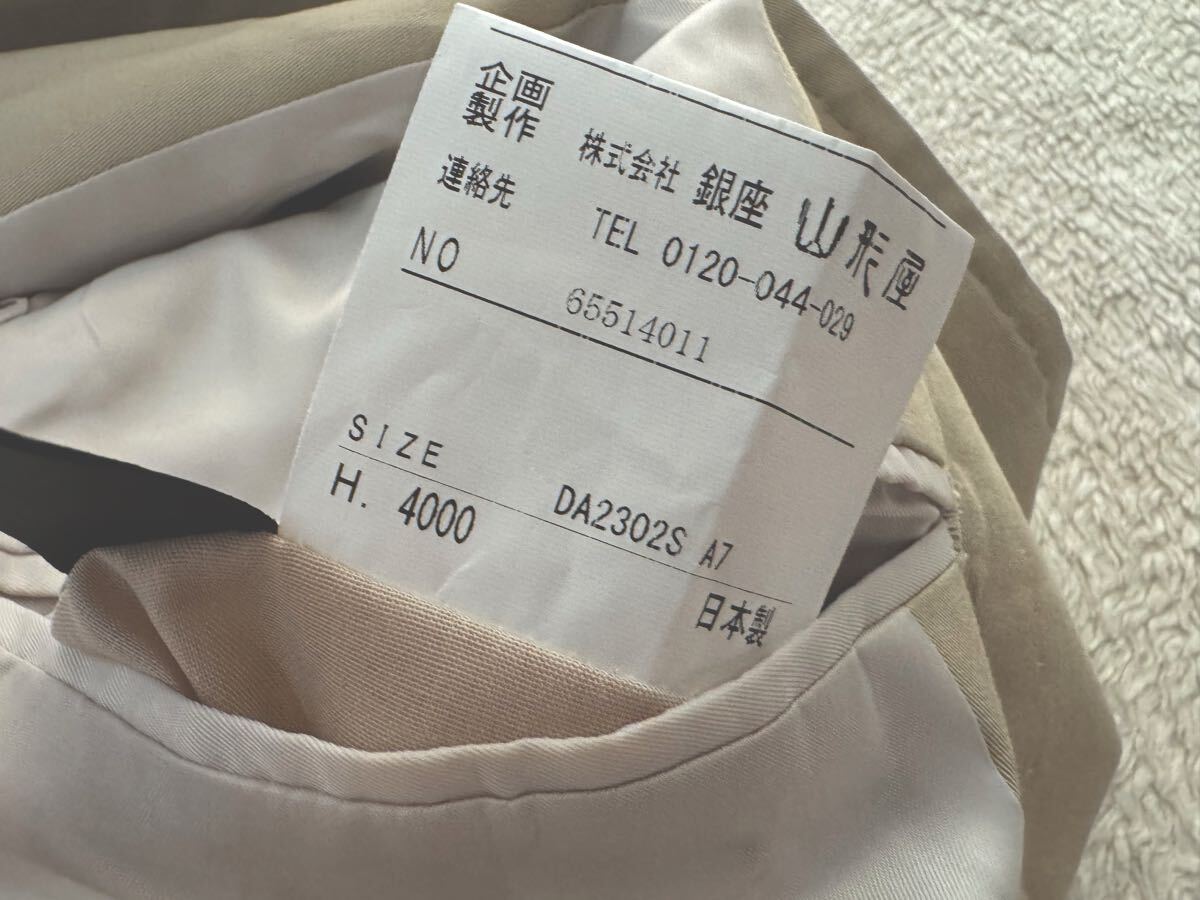 企画
製作 株式会社 銀座 山形屋
連絡先 TEL 0120-044-029
NO 65514011
SIZE DA2302S A7
H. 4000 日本製